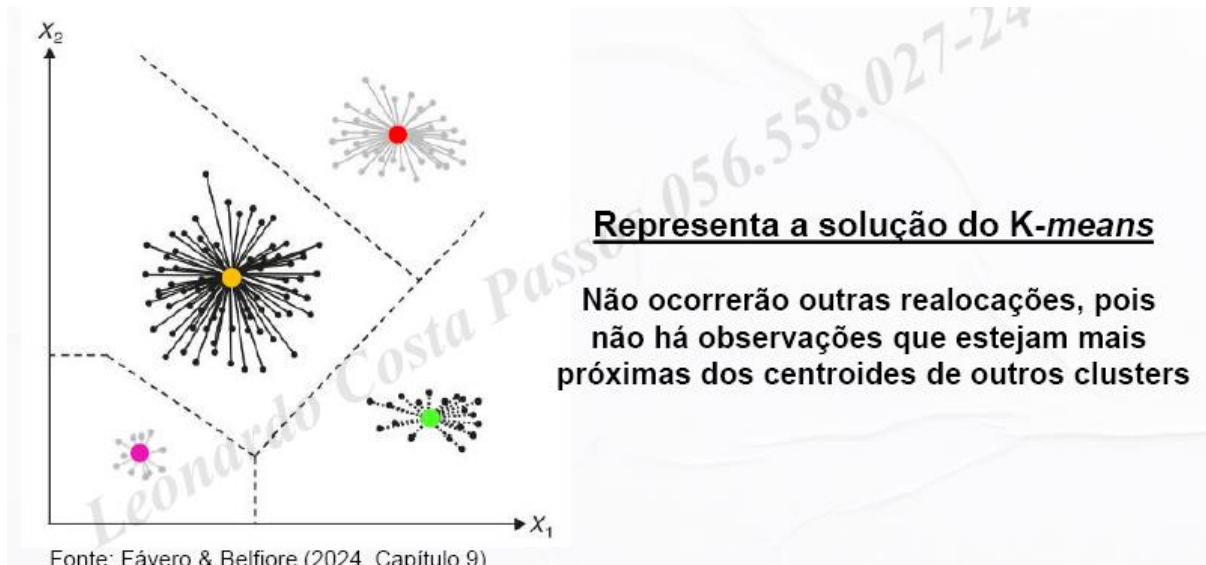 X₂
Leonardo Costa Passos 056.558.027-24
Representa a solução do K-means
Não ocorrerão outras realocações, pois
não há observações que estejam mais
próximas dos centroides de outros clusters
X₁
Fonte: Fávero & Belfiore (2024, Capítulo 9)